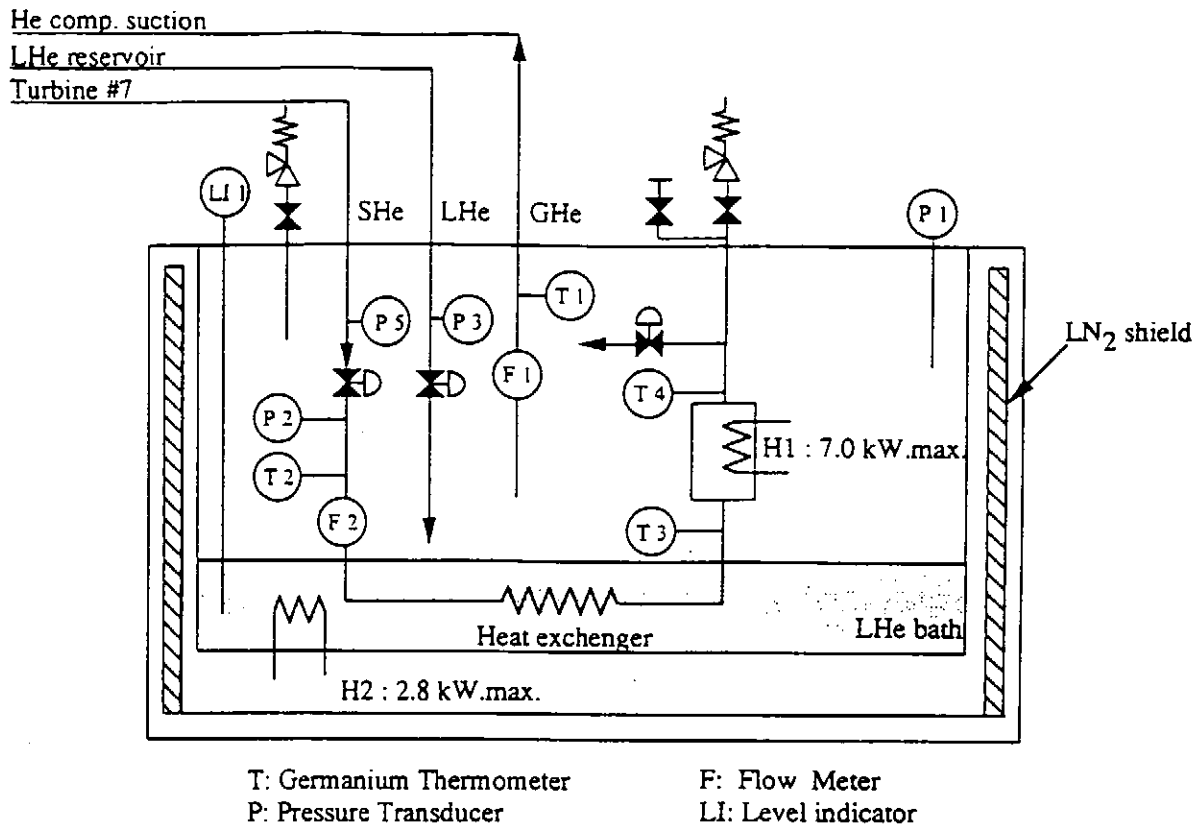 He comp. suction
LHe reservoir
Turbine #7
LI 1
SHe
LHe
GHe
P 1
P 5
P 3
T 1
LN2 shield
F 1
T 4
P 2
H1 : 7.0 kW.max.
T 2
F 2
T 3
Heat exchenger
LHe bath
H2 : 2.8 kW.max.
T: Germanium Thermometer
F: Flow Meter
P: Pressure Transducer
LI: Level indicator